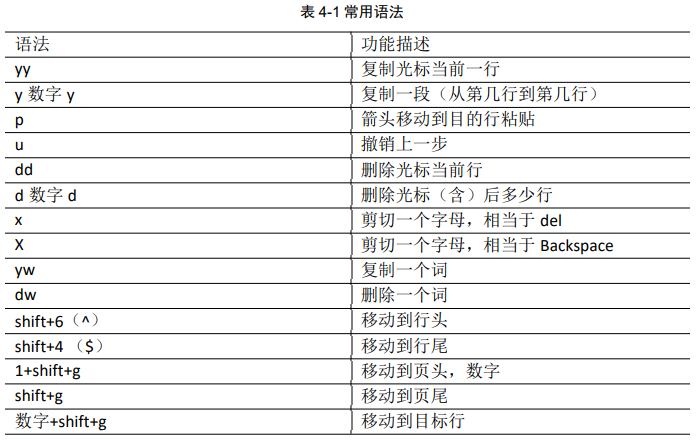 表 4-1 常用语法
语法 功能描述
yy 复制光标当前一行
y 数字 y 复制一段（从第几行到第几行）
p 箭头移动到目的行粘贴
u 撤销上一步
dd 删除光标当前行
d 数字 d 删除光标（含）后多少行
x 剪切一个字母，相当于 del
X 剪切一个字母，相当于 Backspace
yw 复制一个词
dw 删除一个词
shift+6（^） 移动到行头
shift+4 （$） 移动到行尾
1+shift+g 移动到页头，数字
shift+g 移动到页尾
数字+shift+g 移动到目标行